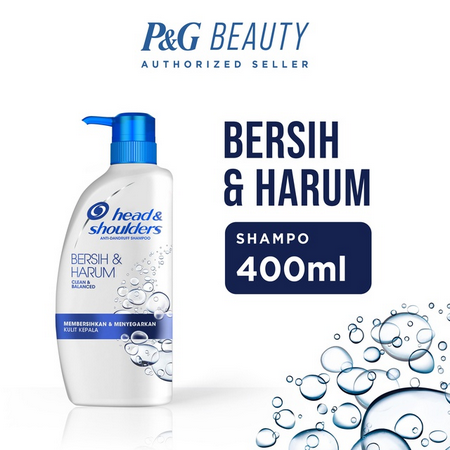 P&G BEAUTY
AUTHORIZED SELLER
BERSIH
& HARUM
SHAMPO
400ml
head&
shoulders
ANTI-DANDRUFF SHAMPOO
BERSIH &
HARUM
CLEAN &
BALANCED
MEMBERSIHKAN & MENYEGARKAN
KULIT KEPALA